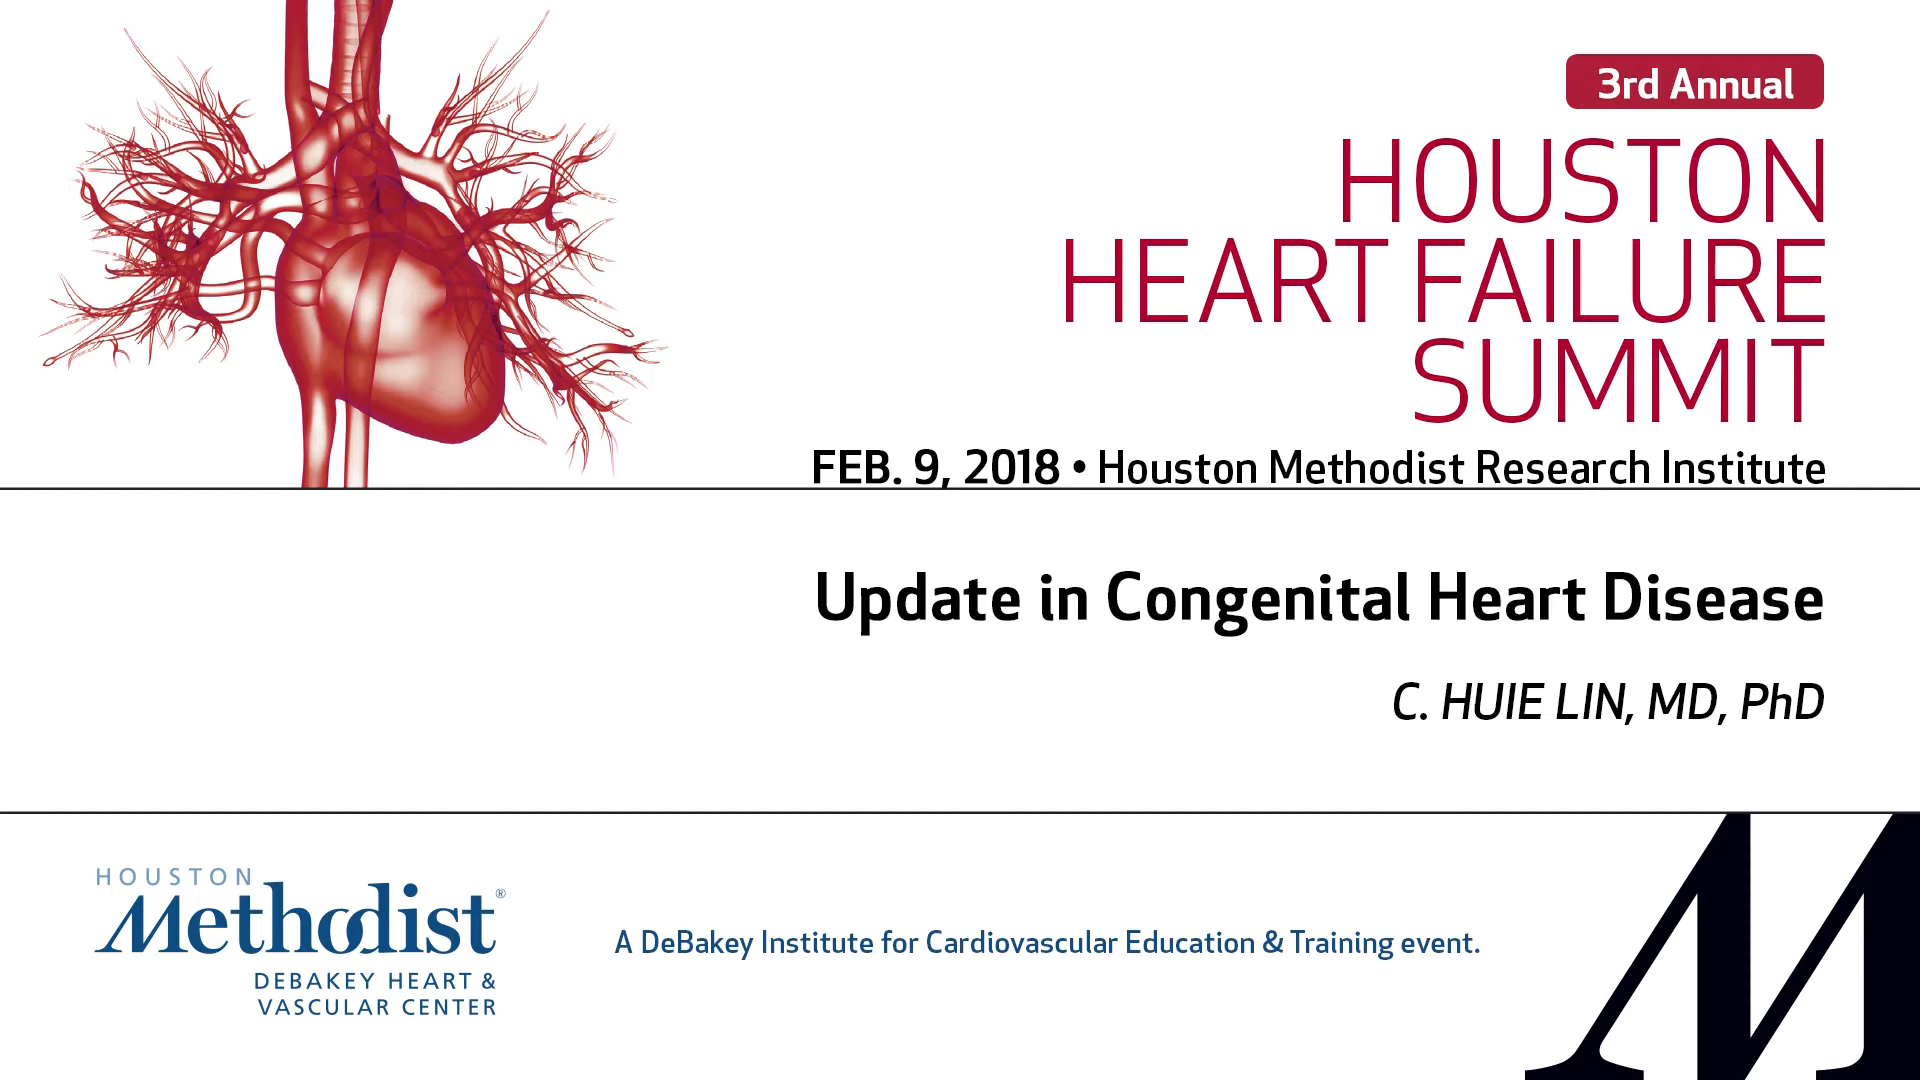 3rd Annual
HOUSTON
HEART FAILURE
SUMMIT
FEB. 9, 2018 • Houston Methodist Research Institute
Update in Congenital Heart Disease
C. HUIE LIN, MD, PhD
HOUSTON
Methodist®
DEBAKEY HEART &
VASCULAR CENTER
A DeBakey Institute for Cardiovascular Education & Training event.
M